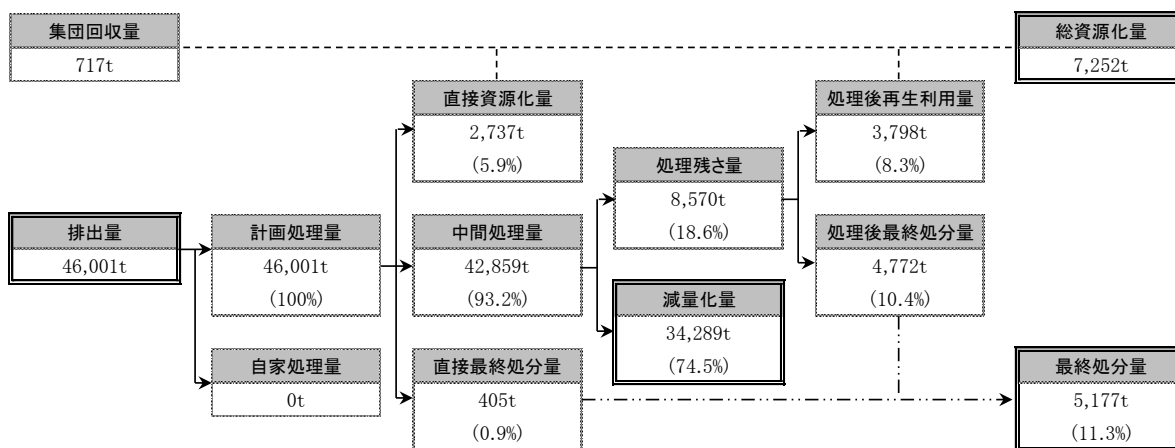 集団回収量
717t
総資源化量
7,252t
直接資源化量
2,737t
(5.9%)
処理後再生利用量
3,798t
(8.3%)
処理残さ量
8,570t
(18.6%)
排出量
46,001t
計画処理量
46,001t
(100%)
中間処理量
42,859t
(93.2%)
処理後最終処分量
4,772t
(10.4%)
減量化量
34,289t
(74.5%)
自家処理量
0t
直接最終処分量
405t
(0.9%)
最終処分量
5,177t
(11.3%)